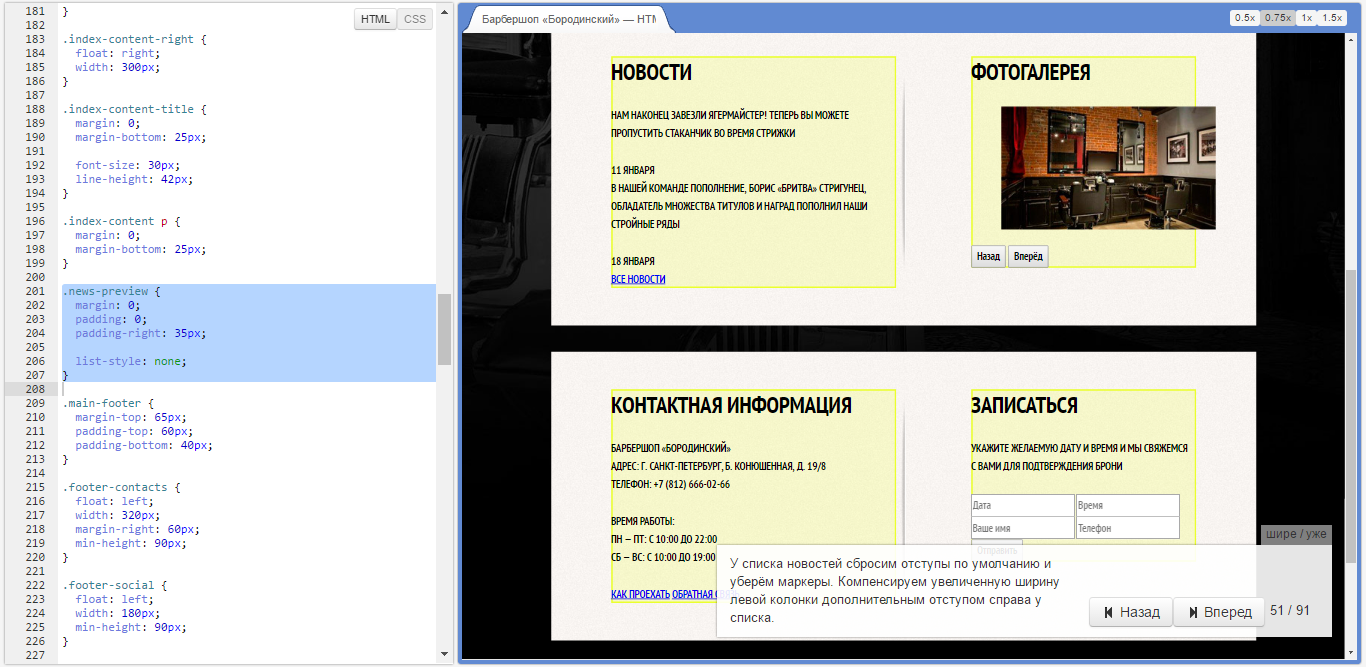 HTML
CSS
181 }
182
183 .index-content-right {
184 float: right;
185 width: 300px;
186 }
187
188 .index-content-title {
189 margin: 0;
190 margin-bottom: 25px;
191
192 font-size: 30px;
193 line-height: 42px;
194 }
195
196 .index-content p {
197 margin: 0;
198 margin-bottom: 25px;
199 }
200
201 .news-preview {
202 margin: 0;
203 padding: 0;
204 padding-right: 35px;
205
206 list-style: none;
207 }
208
209 .main-footer {
210 margin-top: 65px;
211 padding-top: 60px;
212 padding-bottom: 40px;
213 }
214
215 .footer-contacts {
216 float: left;
217 width: 320px;
218 margin-right: 60px;
219 min-height: 90px;
220 }
221
222 .footer-social {
223 float: left;
224 width: 180px;
225 min-height: 90px;
226 }
227
Барбершоп «Бородинский» — HTM
0.5x 0.75x 1x 1.5x
НОВОСТИ
НАМ НАКОНЕЦ ЗАВЕЗЛИ ЯГЕРМАЙСТЕР! ТЕПЕРЬ ВЫ МОЖЕТЕ
ПРОПУСТИТЬ СТАКАНЧИК ВО ВРЕМЯ СТРИЖКИ
11 ЯНВАРЯ
В НАШЕЙ КОМАНДЕ ПОПОЛНЕНИЕ, БОРИС «БРИТВА» СТРИГУНЕЦ,
ОБЛАДАТЕЛЬ МНОЖЕСТВА ТИТУЛОВ И НАГРАД ПОПОЛНИЛ НАШИ
СТРОЙНЫЕ РЯДЫ
18 ЯНВАРЯ
ВСЕ НОВОСТИ
ФОТОГАЛЕРЕЯ
Назад Вперёд
КОНТАКТНАЯ ИНФОРМАЦИЯ
БАРБЕРШОП «БОРОДИНСКИЙ»
АДРЕС: Г. САНКТ-ПЕТЕРБУРГ, Б. КОНЮШЕННАЯ, Д. 19/8
ТЕЛЕФОН: +7 (812) 666-02-66
ВРЕМЯ РАБОТЫ:
ПН — ПТ: С 10:00 ДО 22:00
СБ — ВС: С 10:00 ДО 19:00
КАК ПРОЕХАТЬ ОБРАТНАЯ
ЗАПИСАТЬСЯ
УКАЖИТЕ ЖЕЛАЕМУЮ ДАТУ И ВРЕМЯ И МЫ СВЯЖЕМСЯ
С ВАМИ ДЛЯ ПОДТВЕРЖДЕНИЯ БРОНИ
Дата Время
Ваше имя Телефон
Отправить
шире / уже
У списка новостей сбросим отступы по умолчанию и
уберём маркеры. Компенсируем увеличенную ширину
левой колонки дополнительным отступом справа у
списка.
Назад Вперед 51 / 91